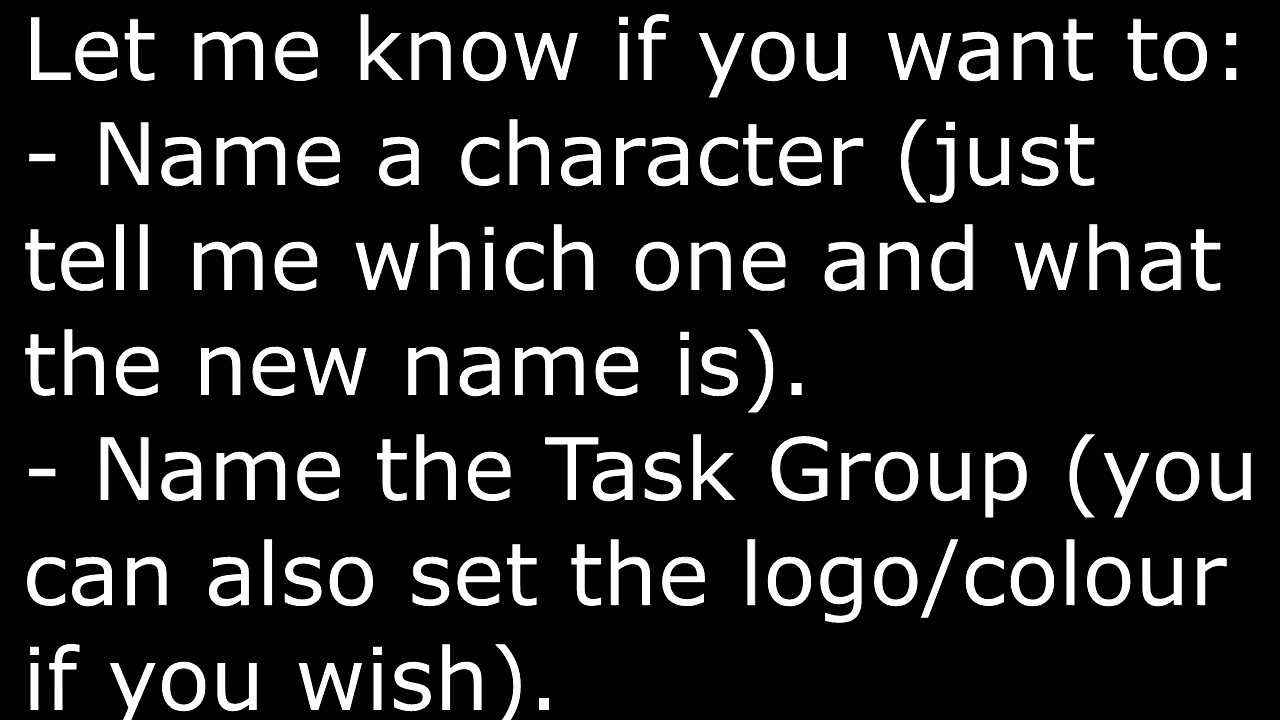 Let me know if you want to:
- Name a character (just
tell me which one and what
the new name is).
- Name the Task Group (you
can also set the logo/colour
if you wish).